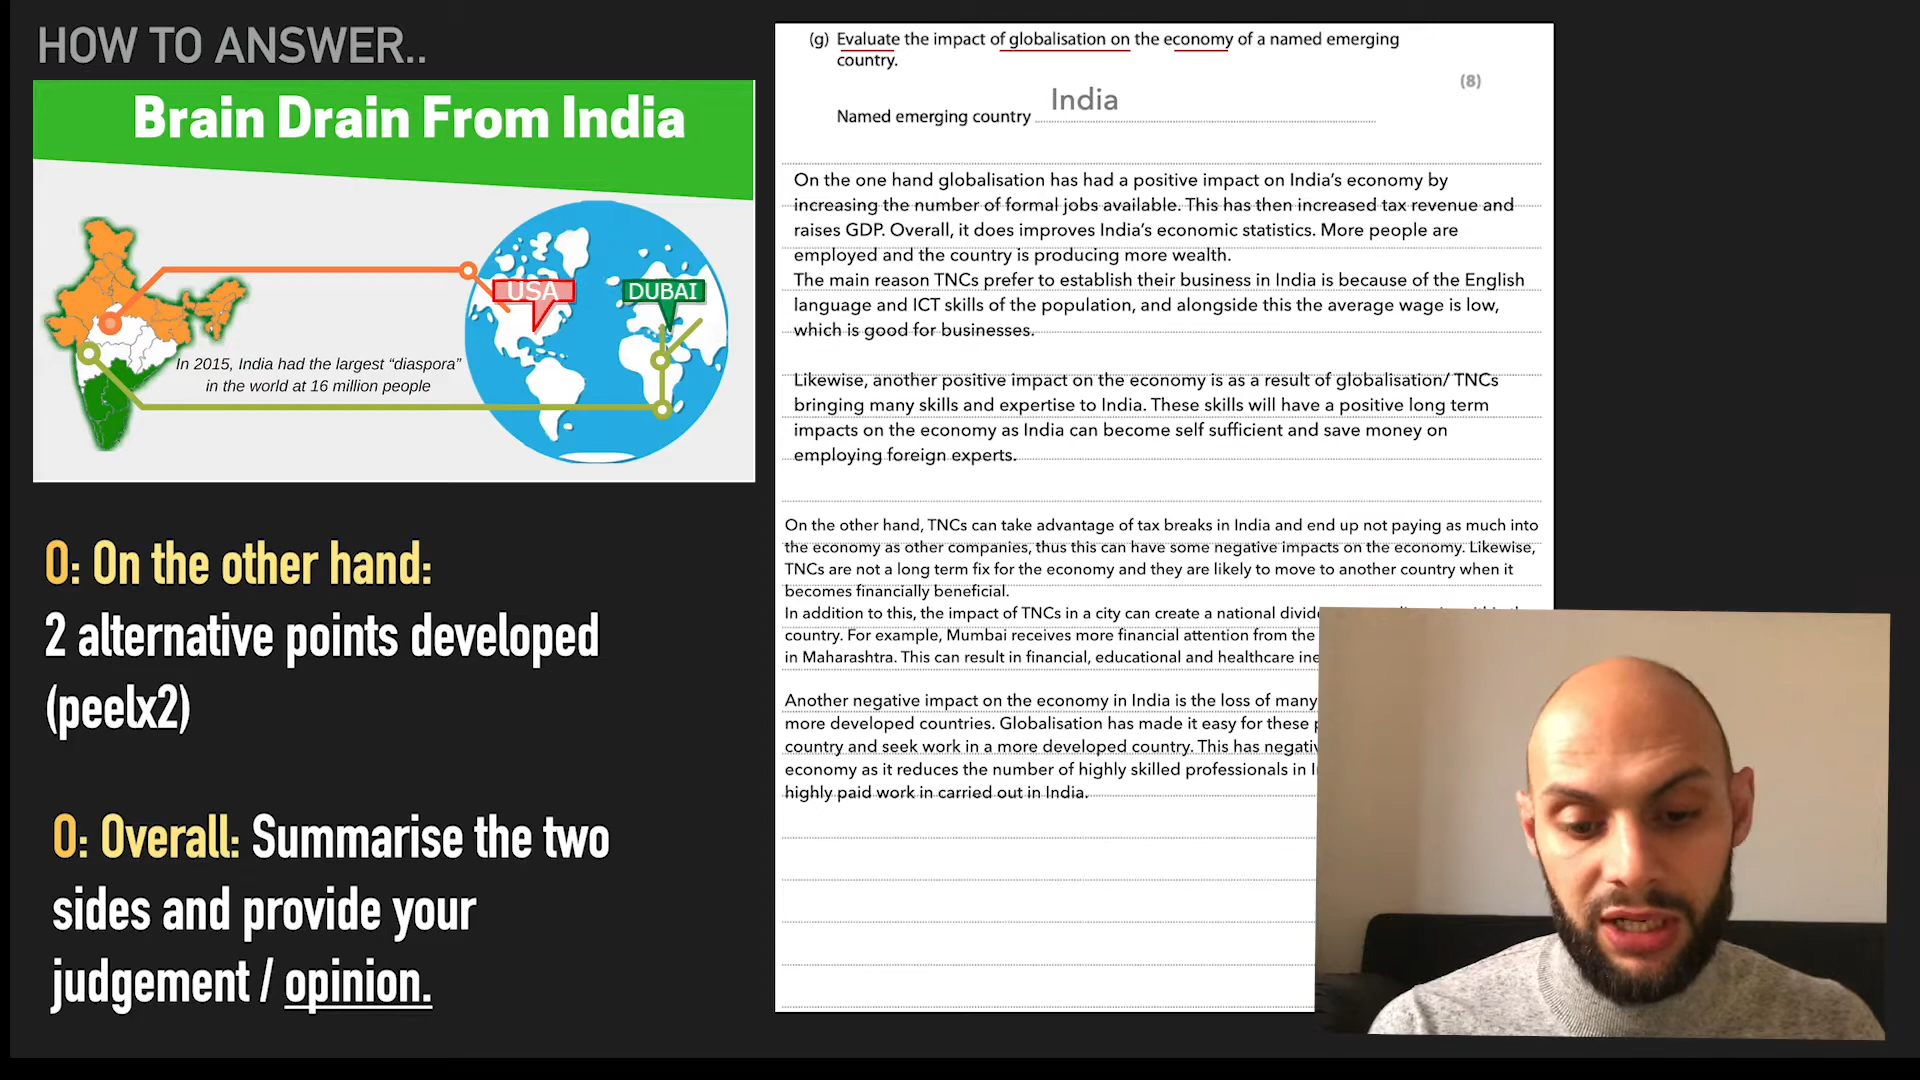 HOW TO ANSWER..
Brain Drain From India
USA
DUBAI
In 2015, India had the largest “diaspora”
in the world at 16 million people
O: On the other hand:
2 alternative points developed
(peelx2)
O: Overall: Summarise the two
sides and provide your
judgement / opinion.
(g) Evaluate the impact of globalisation on the economy of a named emerging
country.
(8)
India
Named emerging country
On the one hand globalisation has had a positive impact on India’s economy by
increasing the number of formal jobs available. This has then increased tax revenue and
raises GDP. Overall, it does improves India’s economic statistics. More people are
employed and the country is producing more wealth.
The main reason TNCs prefer to establish their business in India is because of the English
language and ICT skills of the population, and alongside this the average wage is low,
which is good for businesses.
Likewise, another positive impact on the economy is as a result of globalisation/ TNCs
bringing many skills and expertise to India. These skills will have a positive long term
impacts on the economy as India can become self sufficient and save money on
employing foreign experts.
On the other hand, TNCs can take advantage of tax breaks in India and end up not paying as much into
the economy as other companies, thus this can have some negative impacts on the economy. Likewise,
TNCs are not a long term fix for the economy and they are likely to move to another country when it
becomes financially beneficial.
In addition to this, the impact of TNCs in a city can create a national divide
country. For example, Mumbai receives more financial attention from the
in Maharashtra. This can result in financial, educational and healthcare
Another negative impact on the economy in India is the loss of many
more developed countries. Globalisation has made it easy for these
country and seek work in a more developed country. This has
economy as it reduces the number of highly skilled professionals in
highly paid work in carried out in India.